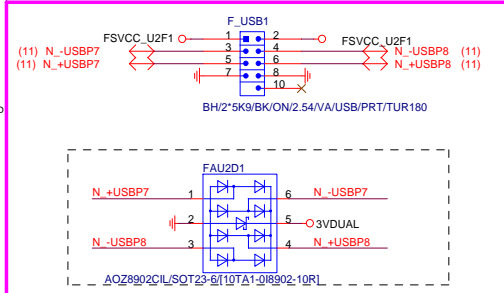 F_USB1
FSVCC_U2F1 1 2 FSVCC_U2F1
(11) N_-USBP7 3 4 N_-USBP8 (11)
(11) N_+USBP7 5 6 N_+USBP8 (11)
7 8
10
BH/2*5K9/BK/ON/2.54/VA/USB/PRT/TUR180
FAU2D1
N_+USBP7 1 6 N_-USBP7
2 5 3VDUAL
N_-USBP8 3 4 N_+USBP8
AOZ8902CIL/SOT23-6/[10TA1-0I8902-10R]